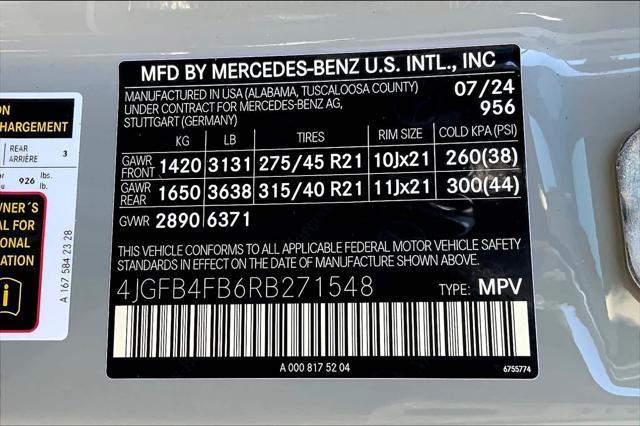 MFD BY MERCEDES-BENZ U.S. INTL., INC
MANUFACTURED IN USA (ALABAMA, TUSCALOOSA COUNTY) 07/24
UNDER CONTRACT FOR MERCEDES-BENZ AG, 956
STUTTGART (GERMANY)
KG LB TIRES RIM SIZE COLD KPA (PSI)
GAWR FRONT 1420 3131 275/45 R21 10Jx21 260(38)
GAWR REAR 1650 3638 315/40 R21 11Jx21 300(44)
GVWR 2890 6371
THIS VEHICLE CONFORMS TO ALL APPLICABLE FEDERAL MOTOR VEHICLE SAFETY
STANDARDS IN EFFECT ON THE DATE OF MANUFACTURE SHOWN ABOVE.
4JGFB4FB6RB271548 TYPE: MPV
A 000 817 52 04 6755774
ON
HARGEMENT
REAR
ARRIÈRE 3
ar 926 lbs.
u lb.
WNER´S
AL FOR
ONAL
ATION
i
A 167 584 23 28